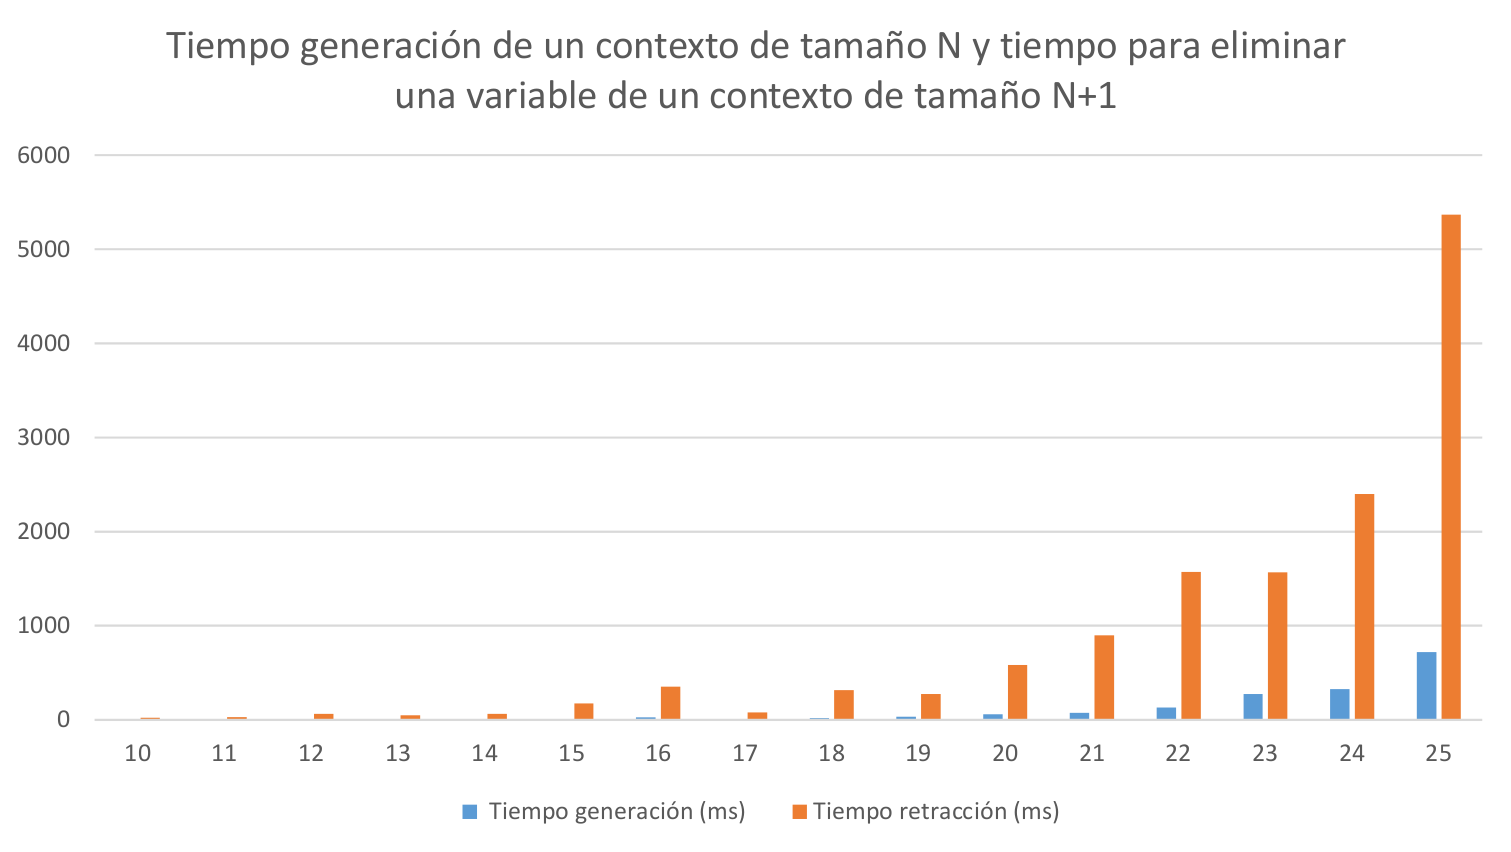 Tiempo generación de un contexto de tamaño N y tiempo para eliminar
una variable de un contexto de tamaño N+1
6000
5000
4000
3000
2000
1000
0
10 11 12 13 14 15 16 17 18 19 20 21 22 23 24 25
Tiempo generación (ms) Tiempo retracción (ms)